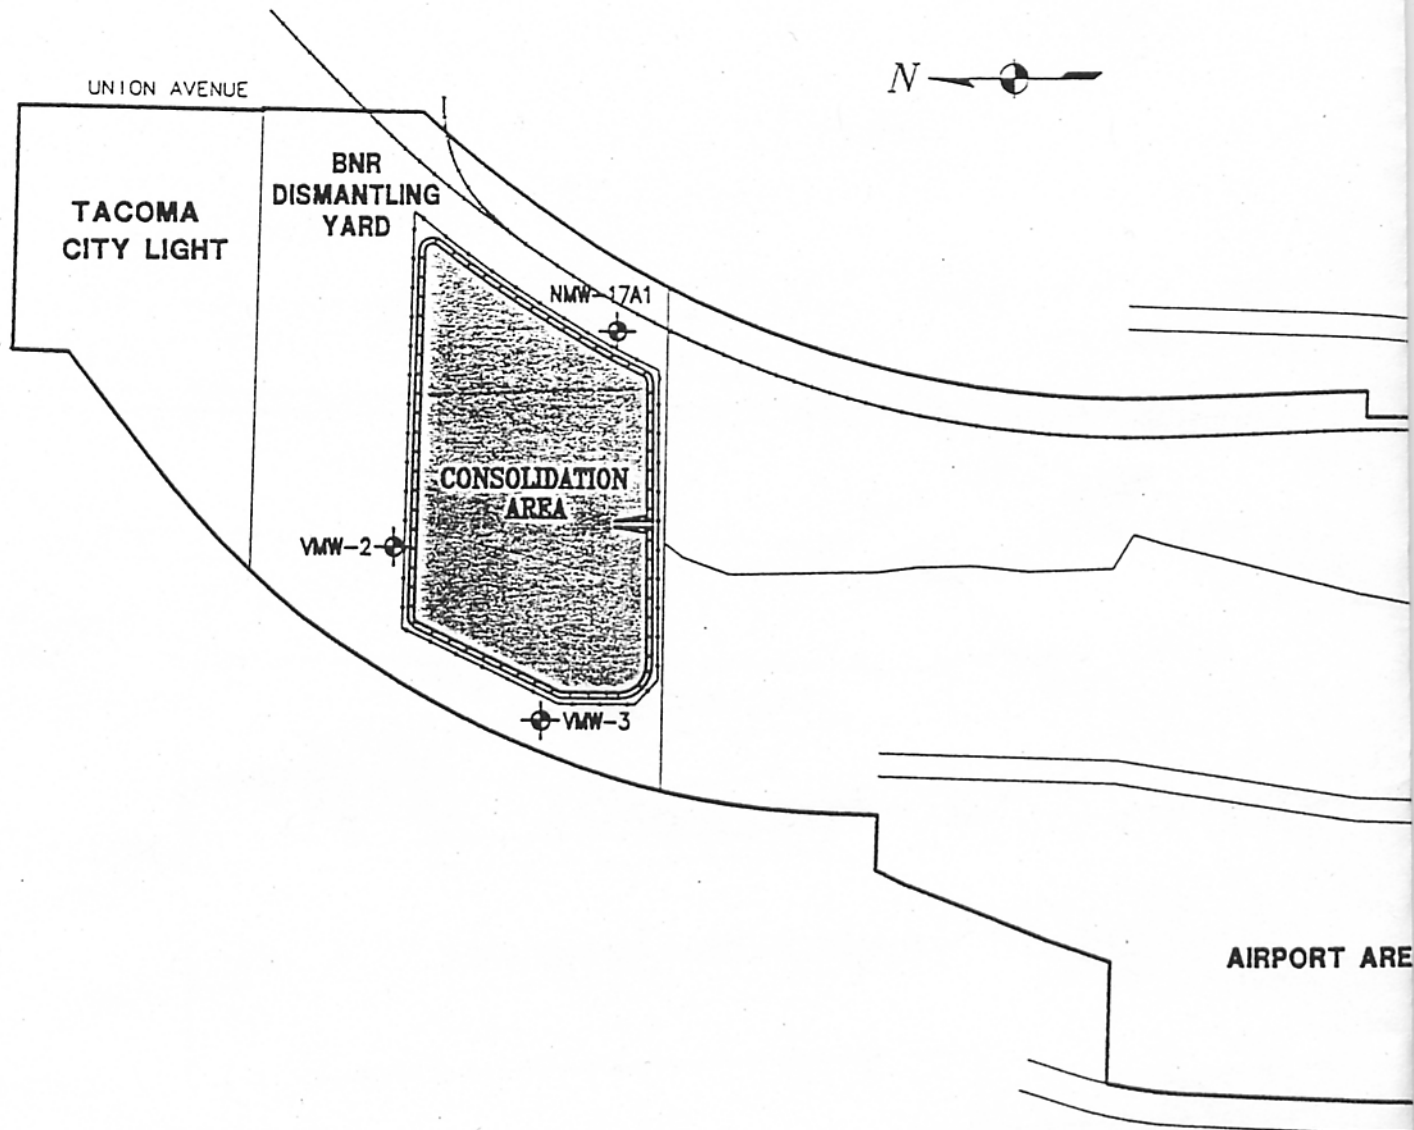 UNION AVENUE
N
BNR
DISMANTLING
YARD
TACOMA
CITY LIGHT
NMW-17A1
CONSOLIDATION
AREA
VMW-2
VMW-3
AIRPORT ARE